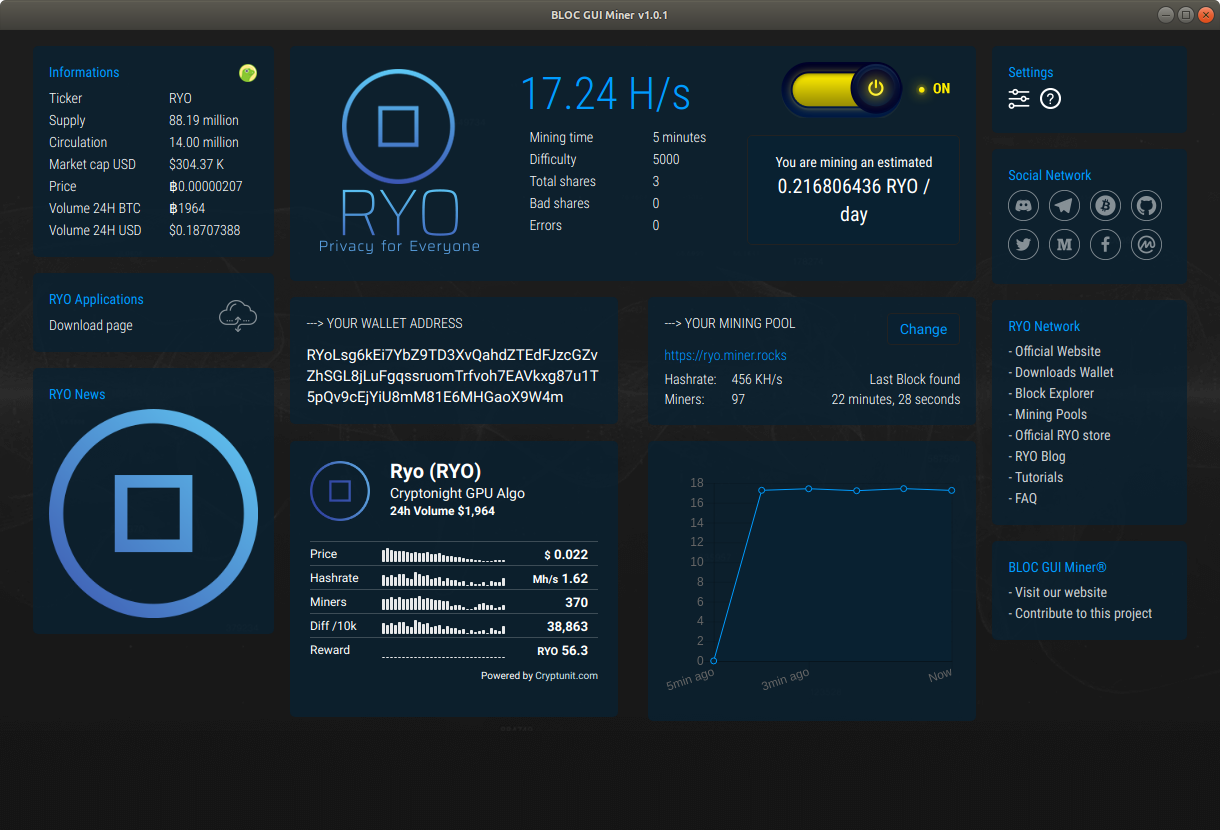 BLOC GUI Miner v1.0.1
Informations
Ticker RYO
Supply 88.19 million
Circulation 14.00 million
Market cap USD $304.37 K
Price ฿0.00000207
Volume 24H BTC ฿1964
Volume 24H USD $0.18707388
RYO Applications
Download page
RYO News
RYO
Privacy for Everyone
17.24 H/s
Mining time 5 minutes
Difficulty 5000
Total shares 3
Bad shares 0
Errors 0
ON
You are mining an estimated
0.216806436 RYO /
day
---> YOUR WALLET ADDRESS
RYoLsg6kEi7YbZ9TD3XvQahdZTEdFJzcGZv
ZhSGL8jLuFgqssruomTrfvoh7EAVkxg87u1T
5pQv9cEjYiU8mM81E6MHGaoX9W4m
---> YOUR MINING POOL
Change
https://ryo.miner.rocks
Hashrate: 456 KH/s Last Block found
Miners: 97 22 minutes, 28 seconds
Ryo (RYO)
Cryptonight GPU Algo
24h Volume $1,964
Price $ 0.022
Hashrate Mh/s 1.62
Miners 370
Diff /10k 38,863
Reward RYO 56.3
Powered by Cryptunit.com
18
16
14
12
10
8
6
4
2
0
5min ago 3min ago Now
Settings
?
Social Network
RYO Network
- Official Website
- Downloads Wallet
- Block Explorer
- Mining Pools
- Official RYO store
- RYO Blog
- Tutorials
- FAQ
BLOC GUI Miner®
- Visit our website
- Contribute to this project